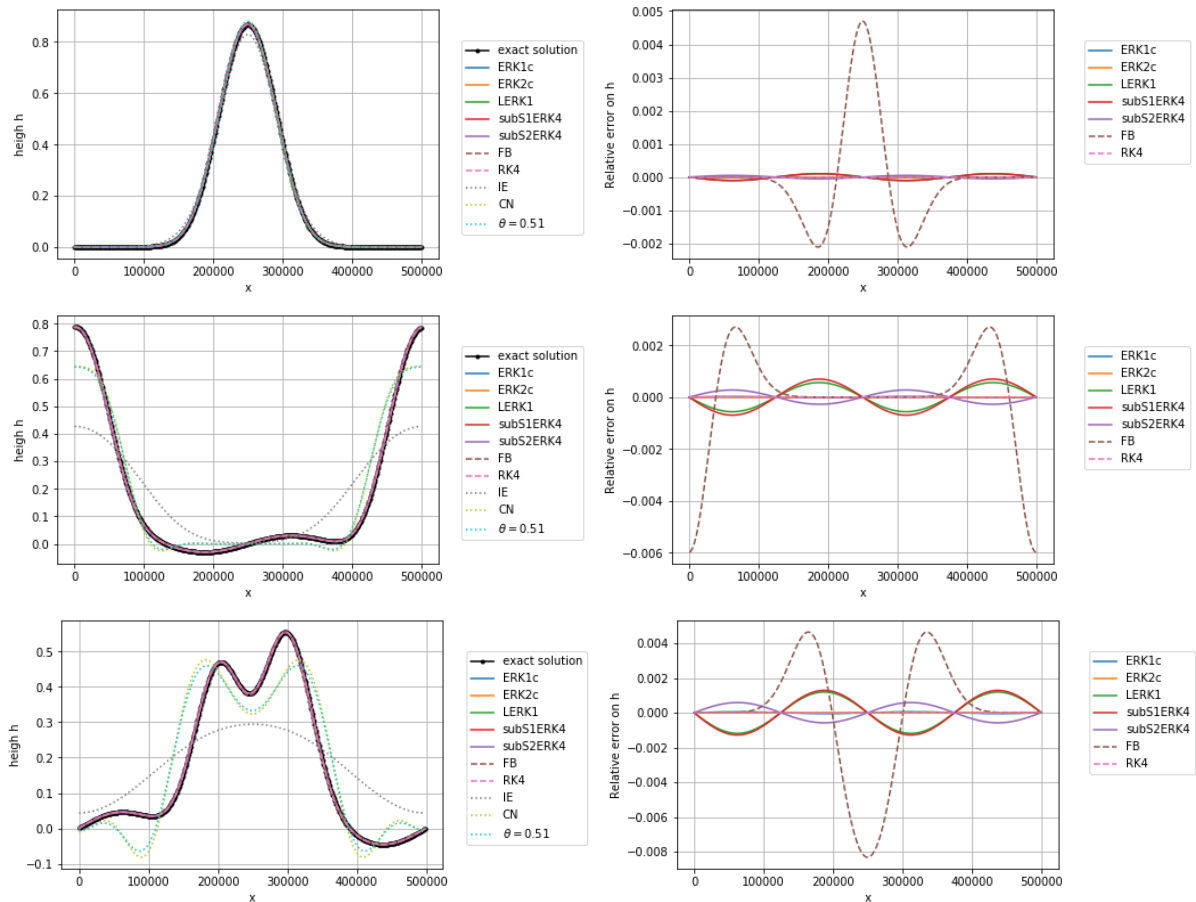 heigh h
0.8
0.6
0.4
0.2
0.0
0
100000
200000
300000
400000
500000
x
exact solution
ERK1c
ERK2c
LERK1
subS1ERK4
subS2ERK4
FB
RK4
IE
CN
θ = 0.51
Relative error on h
0.005
0.004
0.003
0.002
0.001
0.000
−0.001
−0.002
0
100000
200000
300000
400000
500000
x
ERK1c
ERK2c
LERK1
subS1ERK4
subS2ERK4
FB
RK4
heigh h
0.8
0.7
0.6
0.5
0.4
0.3
0.2
0.1
0.0
0
100000
200000
300000
400000
500000
x
exact solution
ERK1c
ERK2c
LERK1
subS1ERK4
subS2ERK4
FB
RK4
IE
CN
θ = 0.51
Relative error on h
0.002
0.000
−0.002
−0.004
−0.006
0
100000
200000
300000
400000
500000
x
ERK1c
ERK2c
LERK1
subS1ERK4
subS2ERK4
FB
RK4
heigh h
0.5
0.4
0.3
0.2
0.1
0.0
−0.1
0
100000
200000
300000
400000
500000
x
exact solution
ERK1c
ERK2c
LERK1
subS1ERK4
subS2ERK4
FB
RK4
IE
CN
θ = 0.51
Relative error on h
0.004
0.002
0.000
−0.002
−0.004
−0.006
−0.008
0
100000
200000
300000
400000
500000
x
ERK1c
ERK2c
LERK1
subS1ERK4
subS2ERK4
FB
RK4